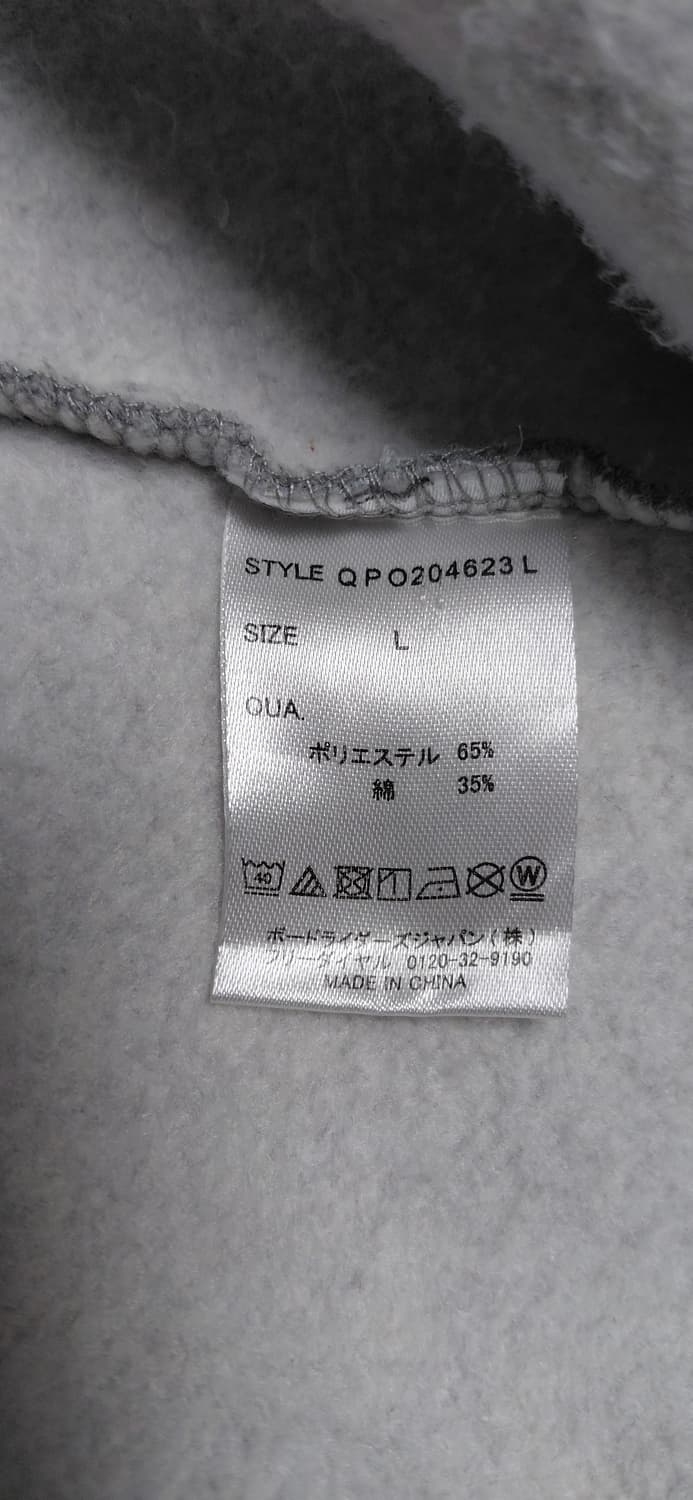 STYLE QPO204623L
SIZE L
QUA.
ポリエステル 65%
綿 35%
40 W
ボードライダーズジャパン(株)
フリーダイヤル 0120-32-9190
MADE IN CHINA